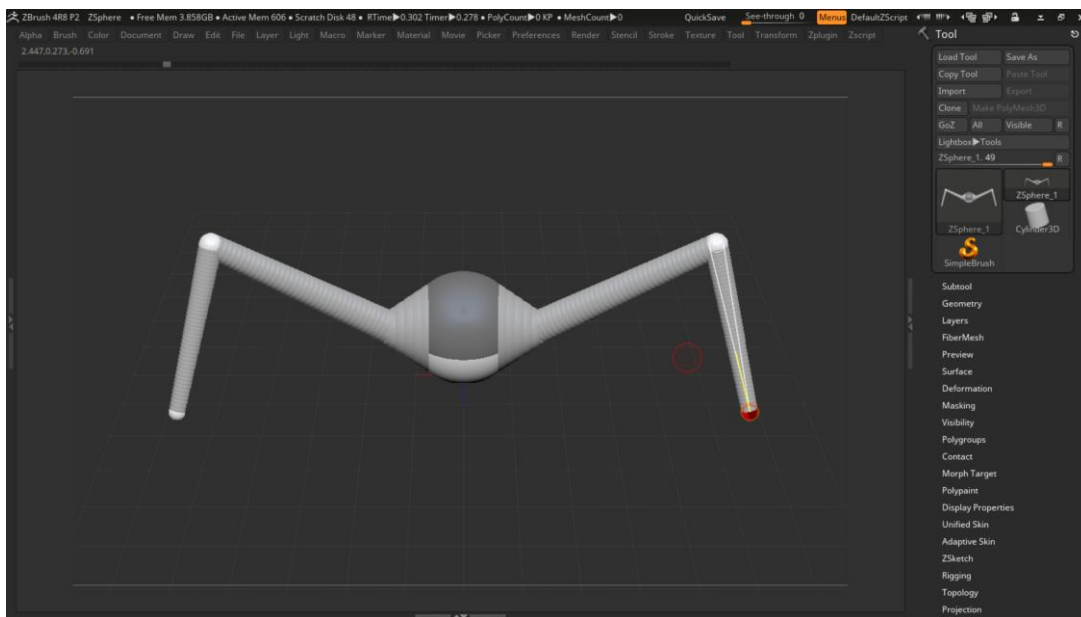 ZBrush 4R8 P2 ZSphere • Free Mem 3.858GB • Active Mem 606 • Scratch Disk 48 • RTime▶0.302 Timer▶0.278 • PolyCount▶0 KP • MeshCount▶0 QuickSave See-through 0 Menus DefaultZScript
Alpha Brush Color Document Draw Edit File Layer Light Macro Marker Material Movie Picker Preferences Render Stencil Stroke Texture Tool Transform Zplugin Zscript
2.447,0.273,-0.691
Tool
Load Tool Save As
Copy Tool Paste Tool
Import Export
Clone Make PolyMesh3D
GoZ All Visible R
Lightbox▶Tools
ZSphere_1. 49 R
ZSphere_1
ZSphere_1 Cylinder3D
SimpleBrush
Subtool
Geometry
Layers
FiberMesh
Preview
Surface
Deformation
Masking
Visibility
Polygroups
Contact
Morph Target
Polypaint
Display Properties
Unified Skin
Adaptive Skin
ZSketch
Rigging
Topology
Projection